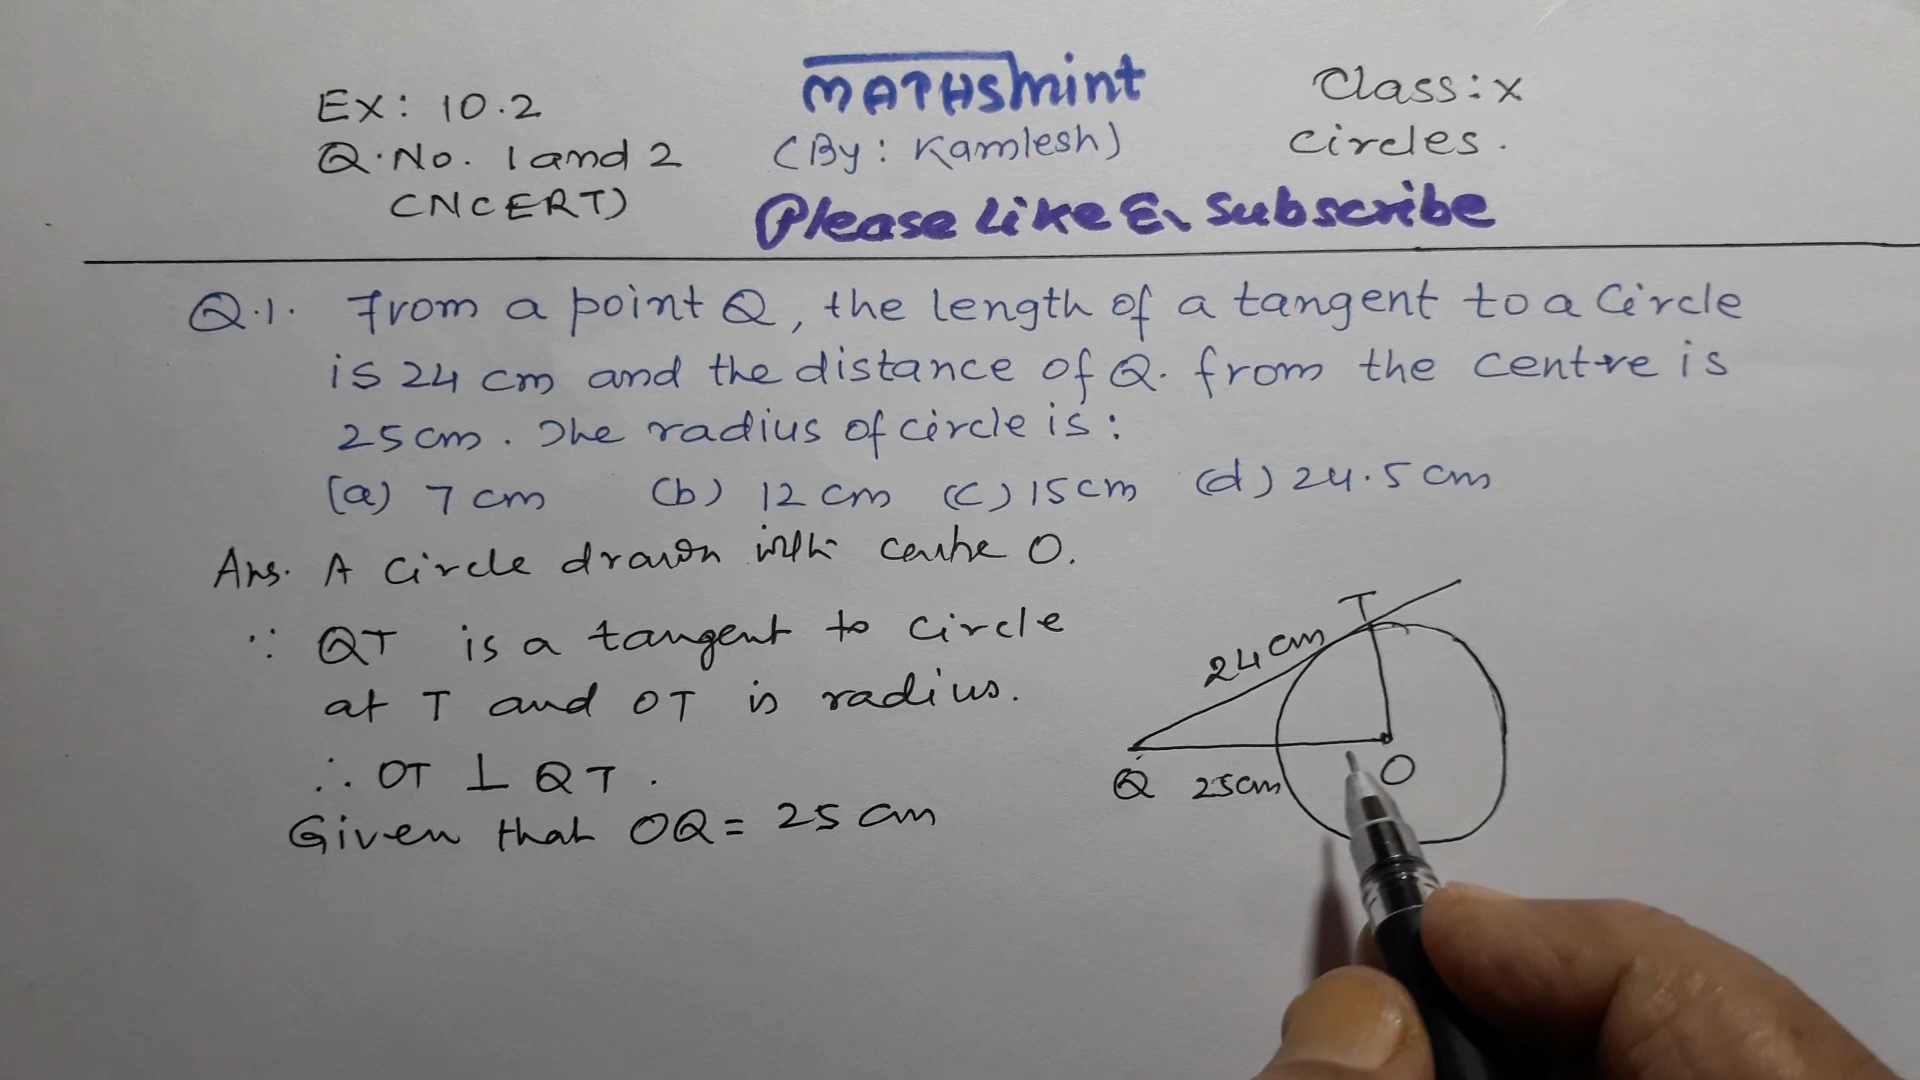 Ex: 10.2
Q.No. 1 and 2
(NCERT)
MATHSmint
(By: Kamlesh)
Please Like & Subscribe
Class: X
Circles.
Q.1. From a point Q, the length of a tangent to a Circle
is 24 cm and the distance of Q. from the centre is
25 cm. The radius of circle is:
(a) 7 cm (b) 12 cm (c) 15 cm (d) 24.5 cm
Ans. A Circle drawn with centre O.
∵ QT is a tangent to Circle
at T and OT is radius.
∴ OT ⊥ QT.
Given that OQ = 25 cm
T
24 cm
Q 25cm O